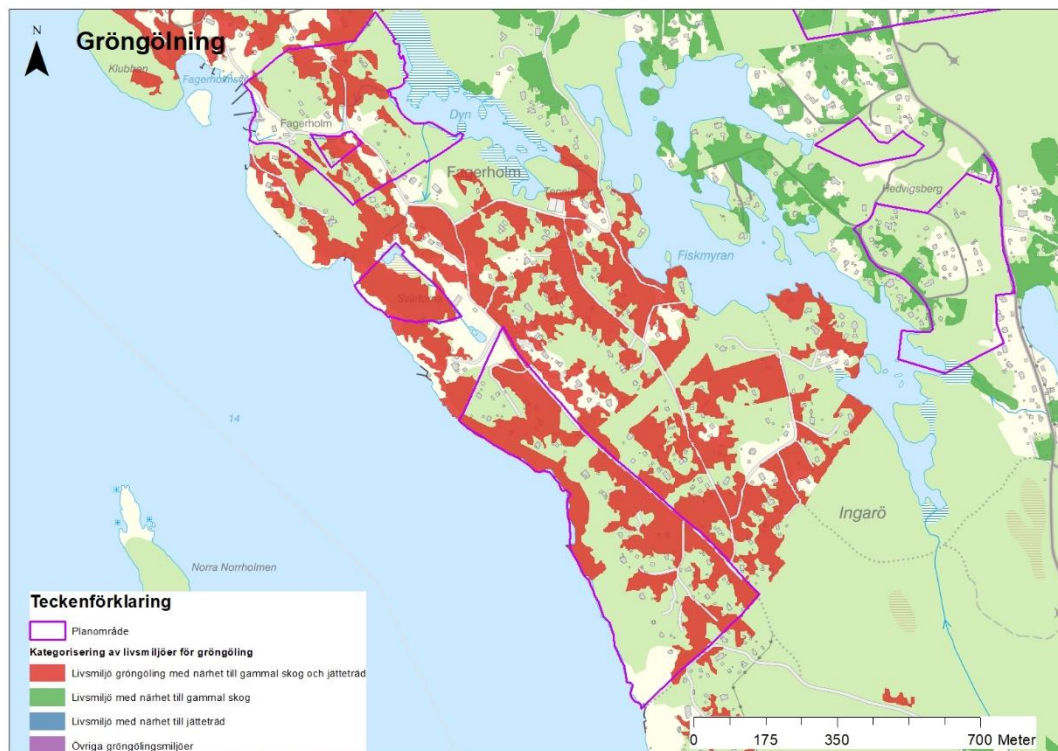 N
Gröngölning
Klubben
Fagerholm
Dyn
Fagerholm
Hedvigsberg
Fiskmyran
14
Ingarö
Norra Norrholmen
Teckenförklaring
Planområde
Kategorisering av livsmiljöer för gröngöling
Livsmiljö gröngöling med närhet till gammal skog och jätteträd
Livsmiljö med närhet till gammal skog
Livsmiljö med närhet till jätteträd
Övriga gröngölingsmiljöer
0 175 350 700 Meter